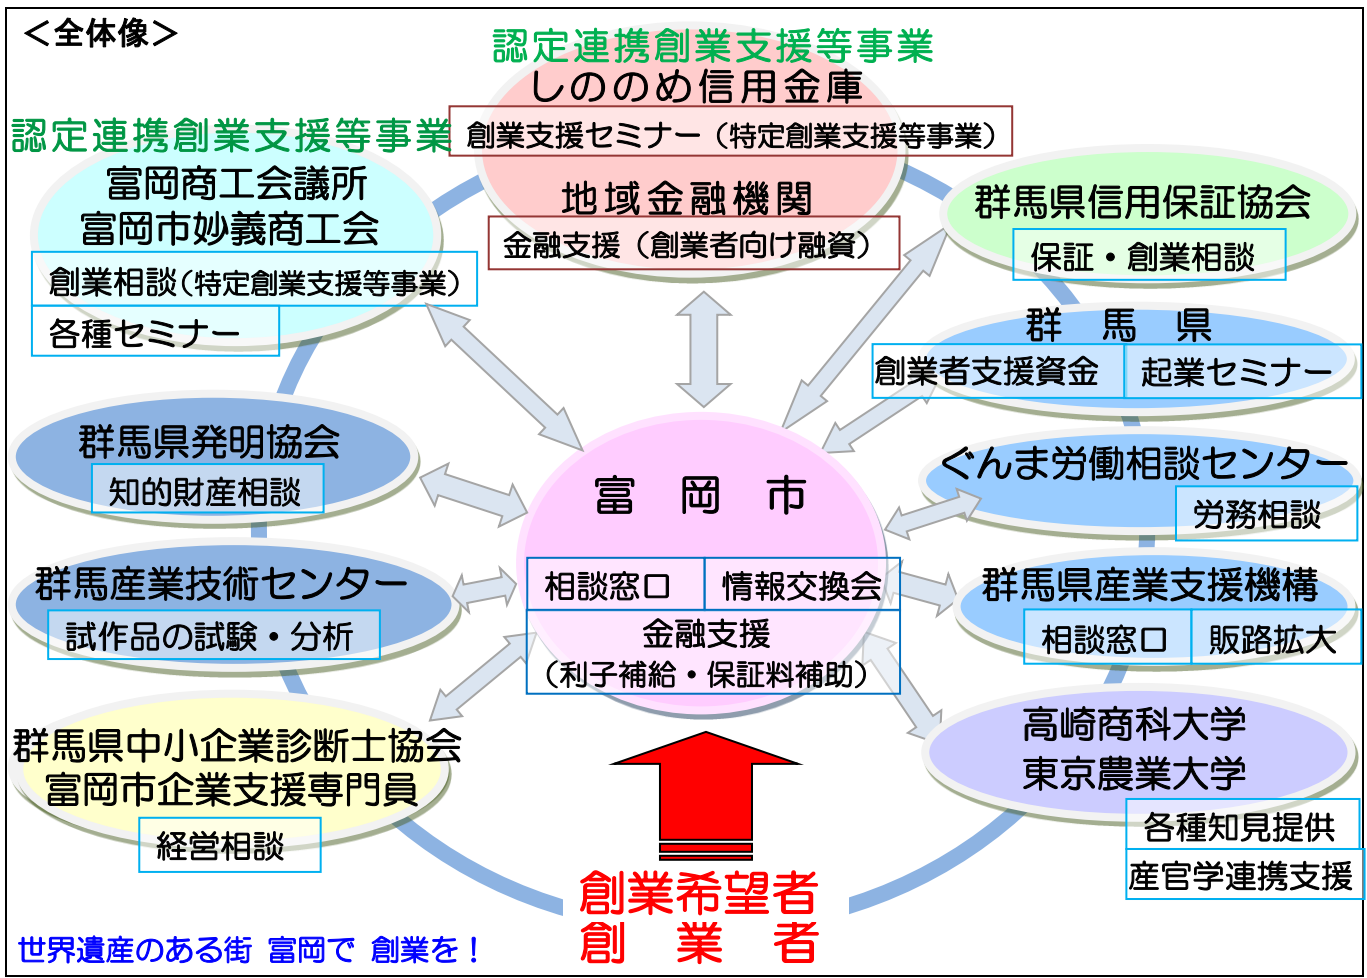 ＜全体像＞
認定連携創業支援等事業
しののめ信用金庫
創業支援セミナー（特定創業支援等事業）
地域金融機関
金融支援（創業者向け融資）
認定連携創業支援等事業
富岡商工会議所
富岡市妙義商工会
創業相談（特定創業支援等事業）
各種セミナー
群馬県信用保証協会
保証・創業相談
群　馬　県
創業者支援資金
起業セミナー
群馬県発明協会
知的財産相談
ぐんま労働相談センター
労務相談
富　岡　市
相談窓口
情報交換会
金融支援
（利子補給・保証料補助）
群馬産業技術センター
試作品の試験・分析
群馬県産業支援機構
相談窓口
販路拡大
群馬県中小企業診断士協会
富岡市企業支援専門員
経営相談
高崎商科大学
東京農業大学
各種知見提供
産官学連携支援
創業希望者
創　業　者
世界遺産のある街 富岡で 創業を！